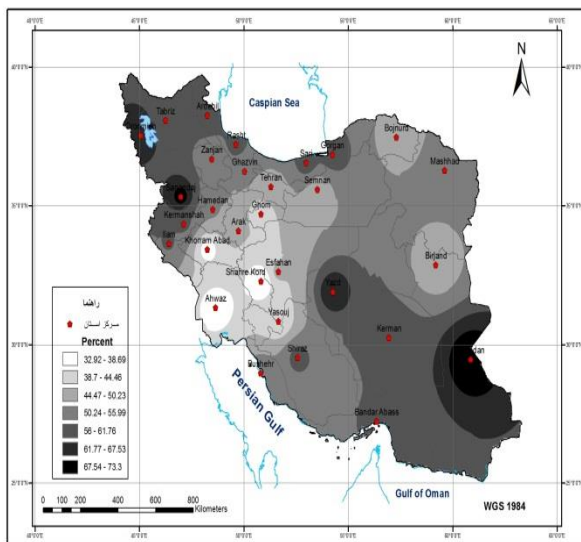 N
Caspian Sea
Tabriz
Rasht
Zanjan
Ghazvin
Sari
Gorgan
Bojnurd
Mashhad
Tehran
Semnan
Hamedan
Ghom
Kermanshah
Arak
Ilam
Khorram Abad
Birjand
Esfahan
Shahre Kord
Yazd
Ahwaz
Yasouj
Kerman
Shiraz
dan
Bushehr
Bandar Abass
Persian Gulf
Gulf of Oman
راهنما
مرکز استان
Percent
32.92 - 38.69
38.7 - 44.46
44.47 - 50.23
50.24 - 55.99
56 - 61.76
61.77 - 67.53
67.54 - 73.3
0 100 200 400 600 800
Kilometers
WGS 1984